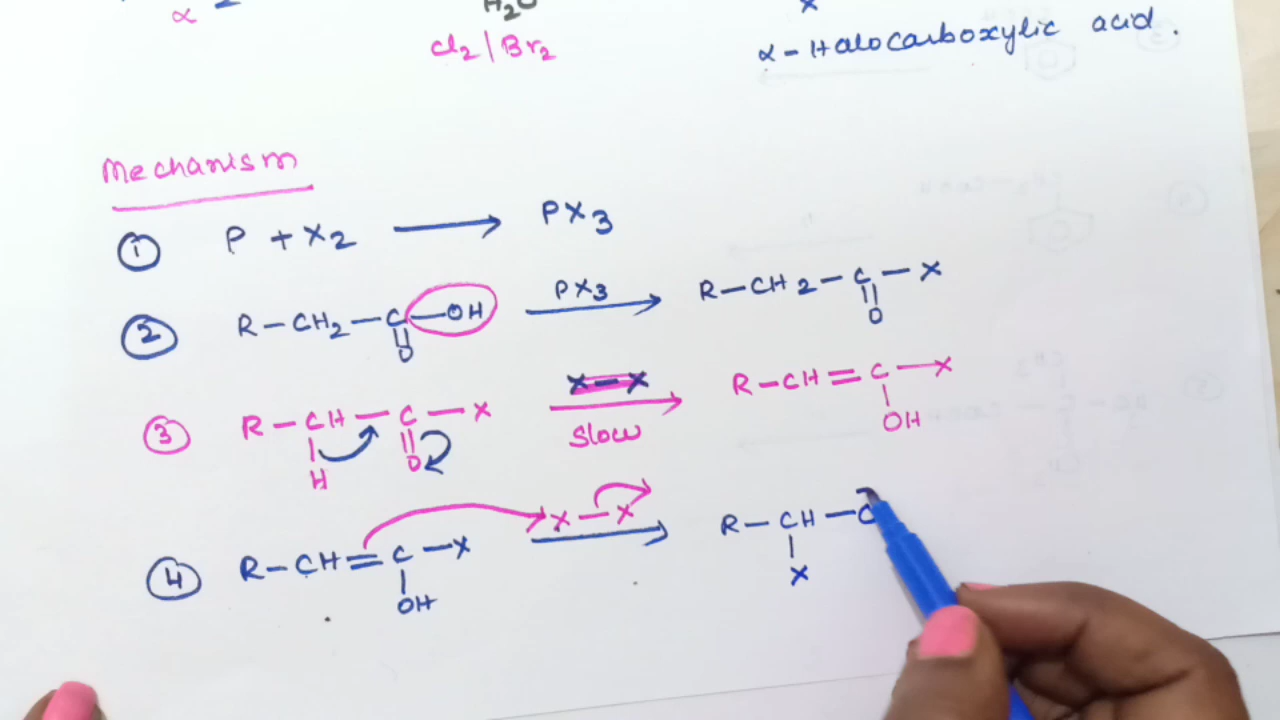 α H₂O X
Cl₂ | Br₂ α - Halocarboxylic acid .
Mechanism
① P + X₂ ⟶ PX₃
② R—CH₂—C—OH PX₃ ⟶ R—CH₂—C—X
O O
③ R—CH—C—X X—X ⟶ R—CH=C—X
H O Slow OH
④ R—CH=C—X X—X ⟶ R—CH—C
OH X